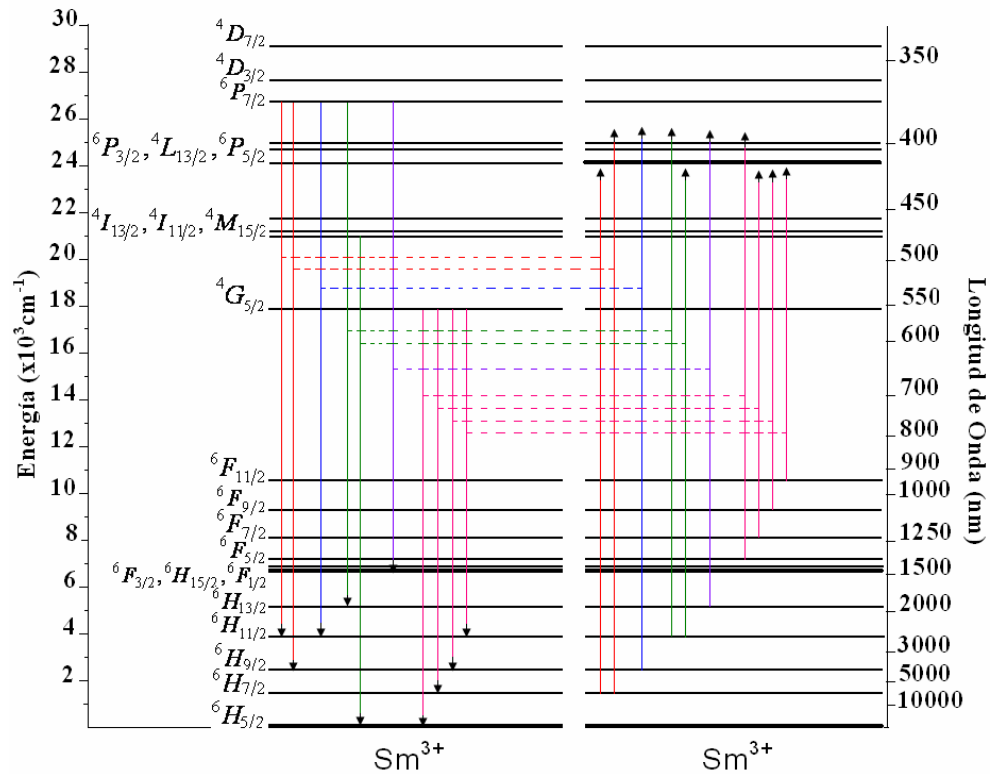 Energía (x10³cm⁻¹)
30
28
26
24
22
20
18
16
14
12
10
8
6
4
2
⁴D₇/₂
⁴D₃/₂
⁶P₇/₂
⁶P₃/₂, ⁴L₁₃/₂, ⁶P₅/₂
⁴I₁₃/₂, ⁴I₁₁/₂, ⁴M₁₅/₂
⁴G₅/₂
⁶F₁₁/₂
⁶F₉/₂
⁶F₇/₂
⁶F₅/₂
⁶F₃/₂, ⁶H₁₅/₂, ⁶F₁/₂
⁶H₁₃/₂
⁶H₁₁/₂
⁶H₉/₂
⁶H₇/₂
⁶H₅/₂
Sm³⁺
Sm³⁺
350
400
450
500
550
600
700
800
900
1000
1250
1500
2000
3000
5000
10000
Longitud de Onda (nm)